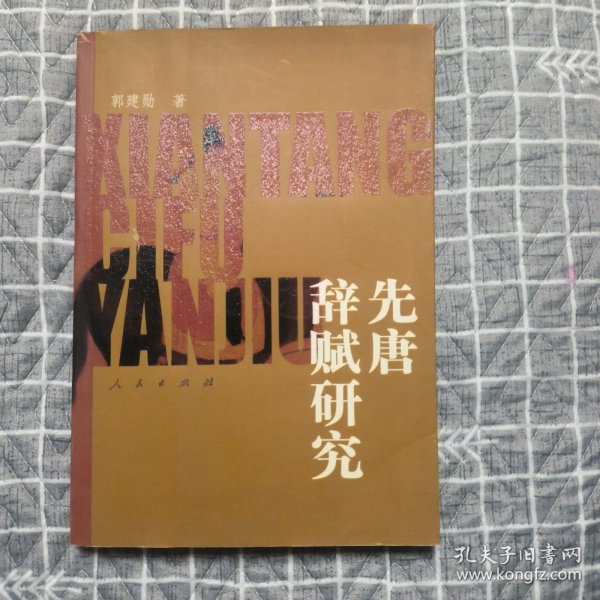 郭建勋 著
XIANTANG
CIFU
YANJIU
先唐
辞赋研究
人民出版社
孔夫子旧书网
www.kongfz.com